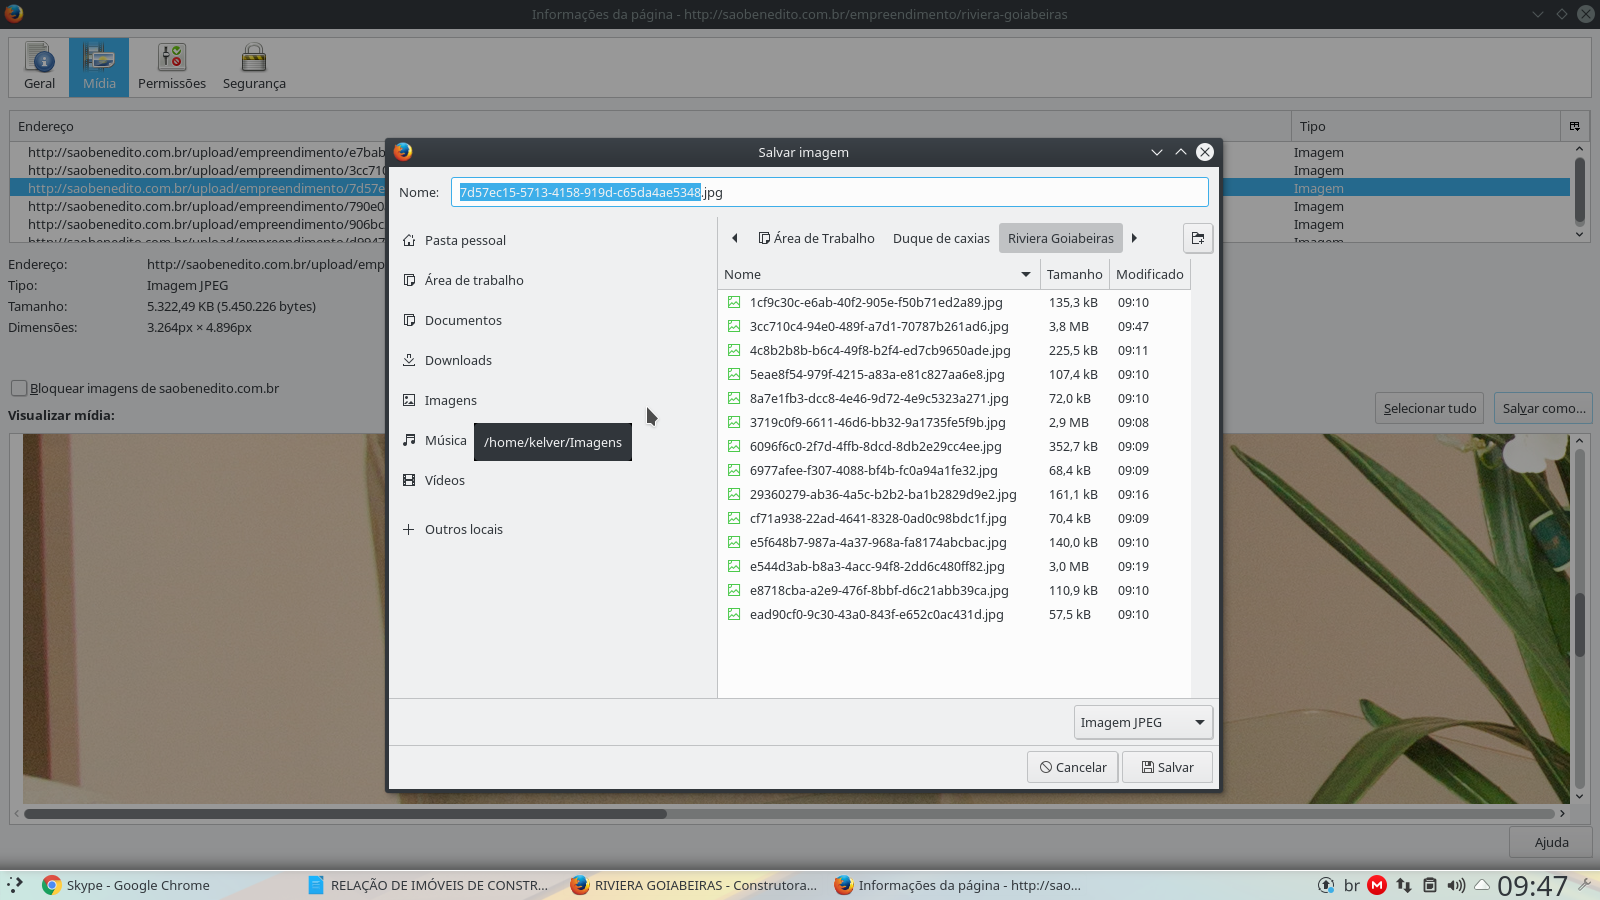 Informações da página - http://saobenedito.com.br/empreendimento/riviera-goiabeiras
Geral
Mídia
Permissões
Segurança
Endereço
Tipo
http://saobenedito.com.br/upload/empreendimento/e7bab
Imagem
http://saobenedito.com.br/upload/empreendimento/3cc710
Imagem
http://saobenedito.com.br/upload/empreendimento/7d57e
Imagem
http://saobenedito.com.br/upload/empreendimento/790e0
Imagem
http://saobenedito.com.br/upload/empreendimento/906bc
Imagem
http://saobenedito.com.br/upload/empreendimento/d9947
Imagem
Endereço:
http://saobenedito.com.br/upload/emp
Tipo:
Imagem JPEG
Tamanho:
5.322,49 KB (5.450.226 bytes)
Dimensões:
3.264px × 4.896px
Bloquear imagens de saobenedito.com.br
Selecionar tudo
Salvar como...
Visualizar mídia:
Salvar imagem
Nome:
7d57ec15-5713-4158-919d-c65da4ae5348.jpg
Pasta pessoal
Área de trabalho
Documentos
Downloads
Imagens
Música
/home/kelver/Imagens
Vídeos
Outros locais
Área de Trabalho
Duque de caxias
Riviera Goiabeiras
Nome
Tamanho
Modificado
1cf9c30c-e6ab-40f2-905e-f50b71ed2a89.jpg 135,3 kB 09:10
3cc710c4-94e0-489f-a7d1-70787b261ad6.jpg 3,8 MB 09:47
4c8b2b8b-b6c4-49f8-b2f4-ed7cb9650ade.jpg 225,5 kB 09:11
5eae8f54-979f-4215-a83a-e81c827aa6e8.jpg 107,4 kB 09:10
8a7e1fb3-dcc8-4e46-9d72-4e9c5323a271.jpg 72,0 kB 09:10
3719c0f9-6611-46d6-bb32-9a1735fe5f9b.jpg 2,9 MB 09:08
6096f6c0-2f7d-4ffb-8dcd-8db2e29cc4ee.jpg 352,7 kB 09:09
6977afee-f307-4088-bf4b-fc0a94a1fe32.jpg 68,4 kB 09:09
29360279-ab36-4a5c-b2b2-ba1b2829d9e2.jpg 161,1 kB 09:16
cf71a938-22ad-4641-8328-0ad0c98bdc1f.jpg 70,4 kB 09:09
e5f648b7-987a-4a37-968a-fa8174abcbac.jpg 140,0 kB 09:10
e544d3ab-b8a3-4acc-94f8-2dd6c480ff82.jpg 3,0 MB 09:19
e8718cba-a2e9-476f-8bbf-d6c21abb39ca.jpg 110,9 kB 09:10
ead90cf0-9c30-43a0-843f-e652c0ac431d.jpg 57,5 kB 09:10
Imagem JPEG
Cancelar
Salvar
Ajuda
Skype - Google Chrome
RELAÇÃO DE IMÓVEIS DE CONSTR...
RIVIERA GOIABEIRAS - Construtora...
Informações da página - http://sao...
br
M
09:47